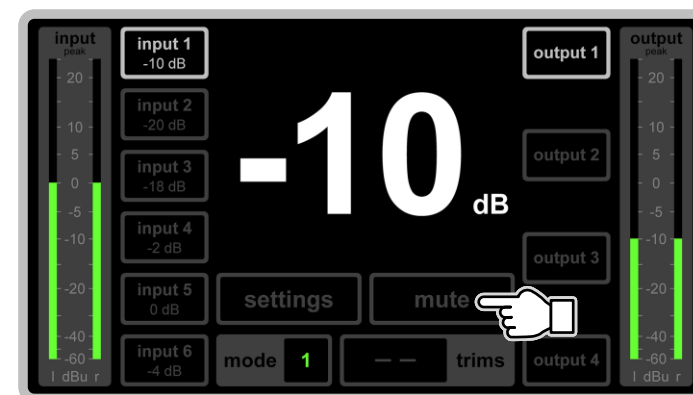 input
peak
20
10
5
0
-5
-10
-20
-40
-60
l dBu r
input 1
-10 dB
input 2
-20 dB
input 3
-18 dB
input 4
-2 dB
input 5
0 dB
input 6
-4 dB
-10 dB
settings
mute
mode 1
-- trims
output 1
output 2
output 3
output 4
output
peak
20
10
5
0
-5
-10
-20
-40
-60
l dBu r